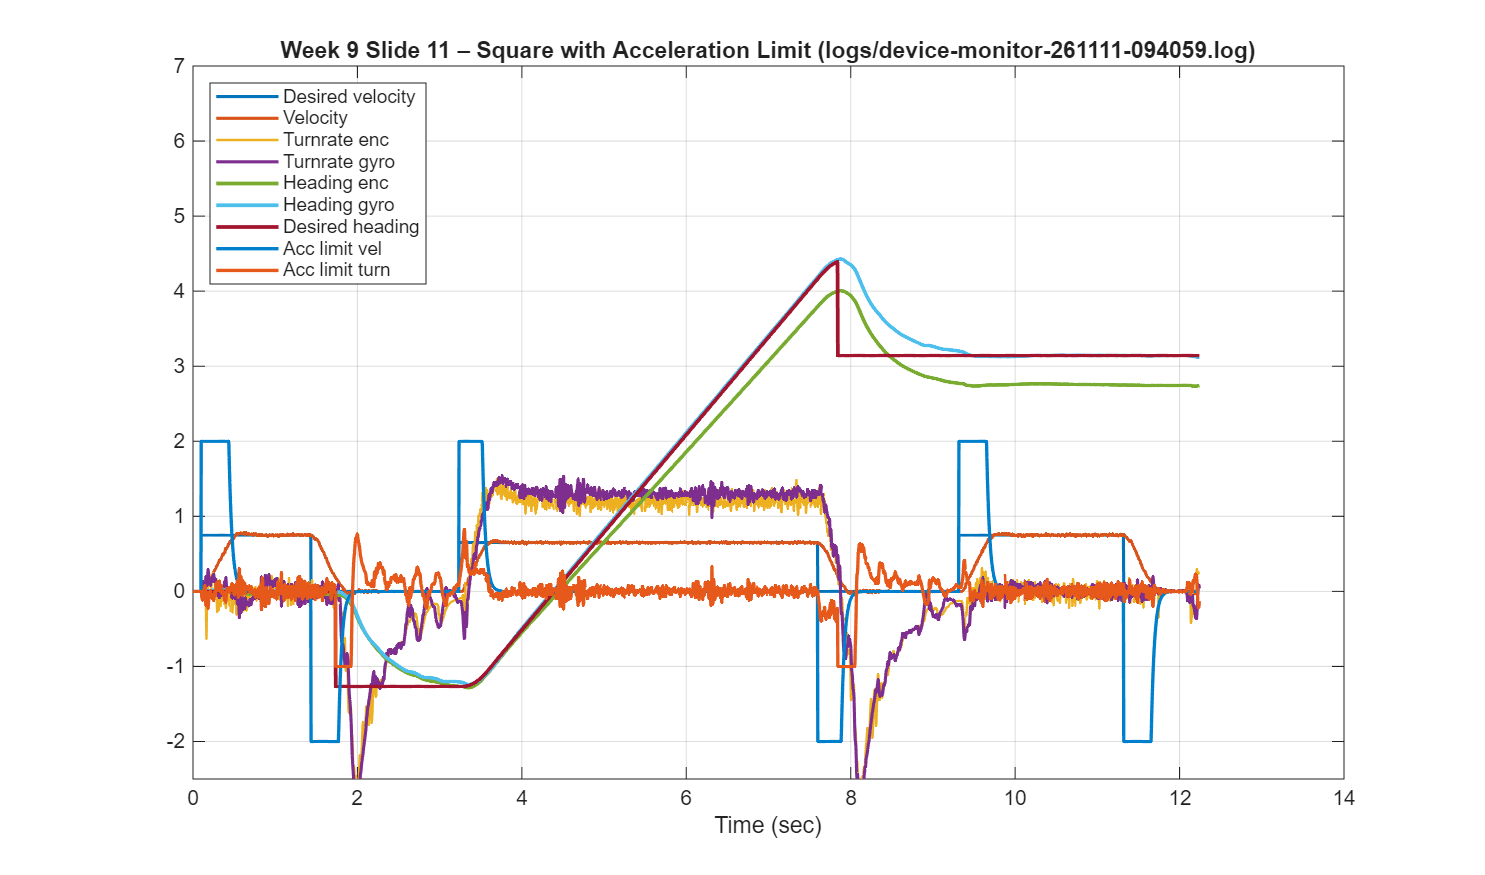 Week 9 Slide 11 – Square with Acceleration Limit (logs/device-monitor-261111-094059.log)
7
6
5
4
3
2
1
0
-1
-2
Desired velocity
Velocity
Turnrate enc
Turnrate gyro
Heading enc
Heading gyro
Desired heading
Acc limit vel
Acc limit turn
0 2 4 6 8 10 12 14
Time (sec)